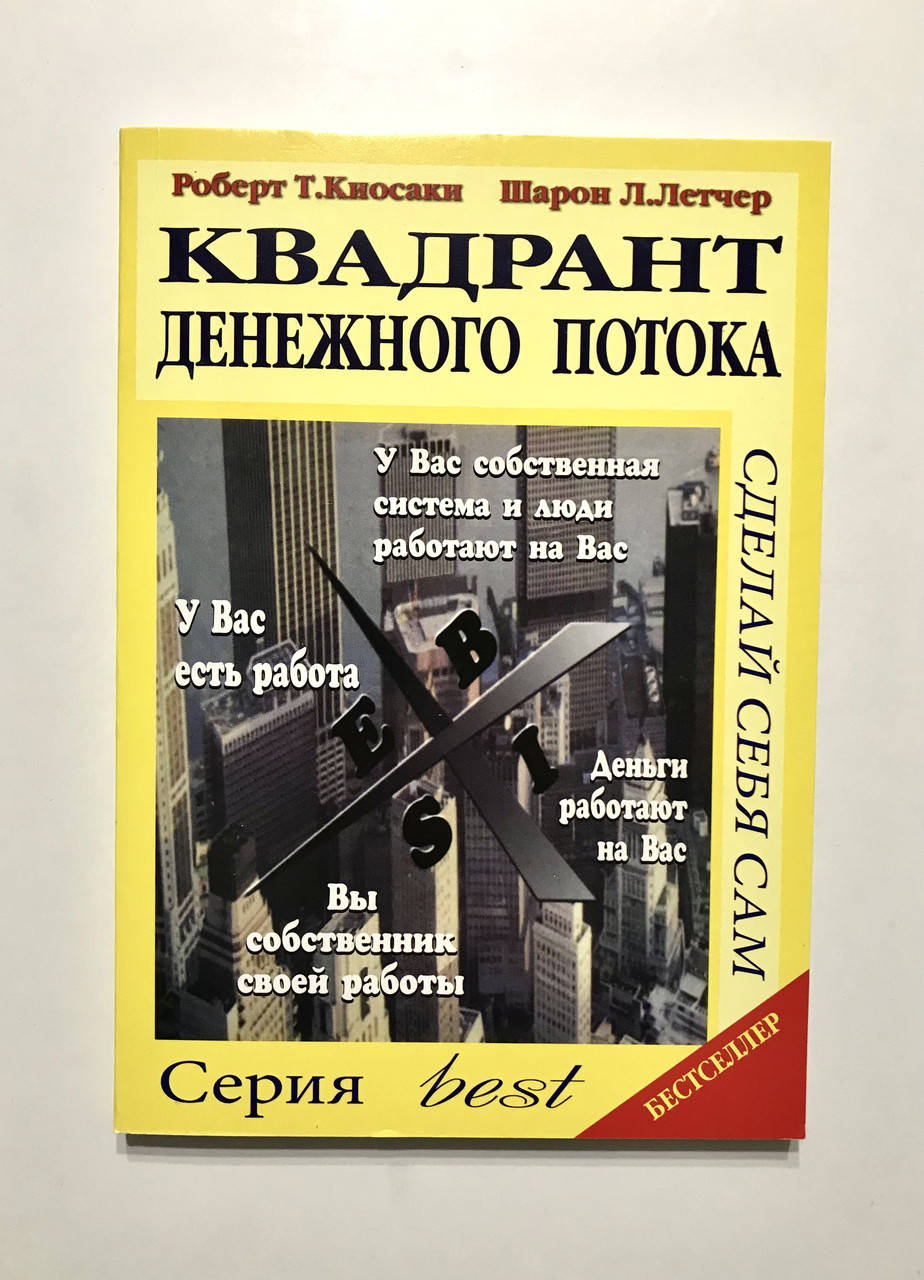 Роберт Т.Киосаки Шарон Л.Летчер
КВАДРАНТ
ДЕНЕЖНОГО ПОТОКА
У Вас собственная
система и люди
работают на Вас
У Вас
есть работа
E
B
S
I
Деньги
работают
на Вас
Вы
собственник
своей работы
СДЕЛАЙ СЕБЯ САМ
Серия best
БЕСТСЕЛЛЕР